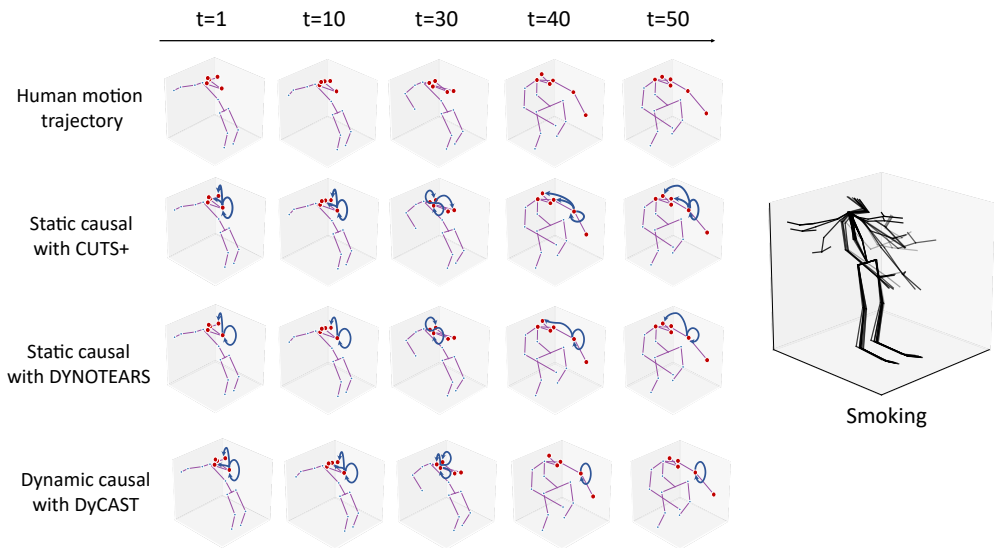 t=1 t=10 t=30 t=40 t=50
Human motion
trajectory
Static causal
with CUTS+
Static causal
with DYNOTEARS
Dynamic causal
with DyCAST
Smoking